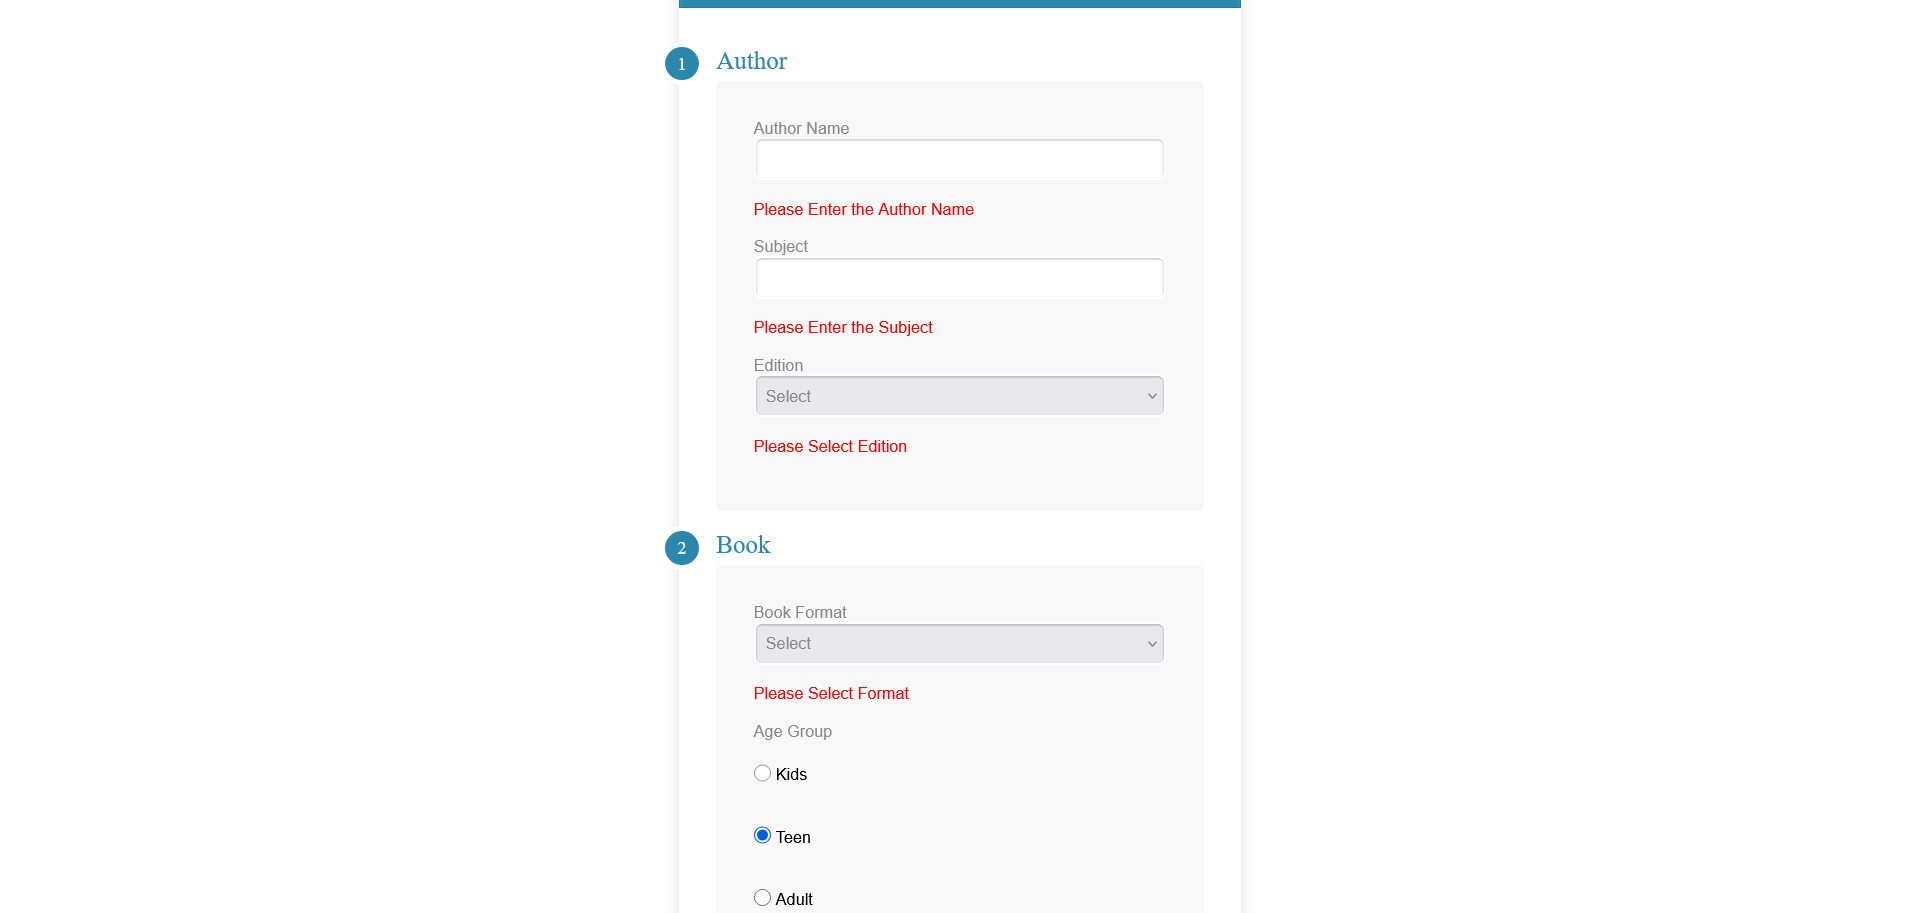 1 Author
Author Name
Please Enter the Author Name
Subject
Please Enter the Subject
Edition
Select
Please Select Edition
2 Book
Book Format
Select
Please Select Format
Age Group
Kids
Teen
Adult